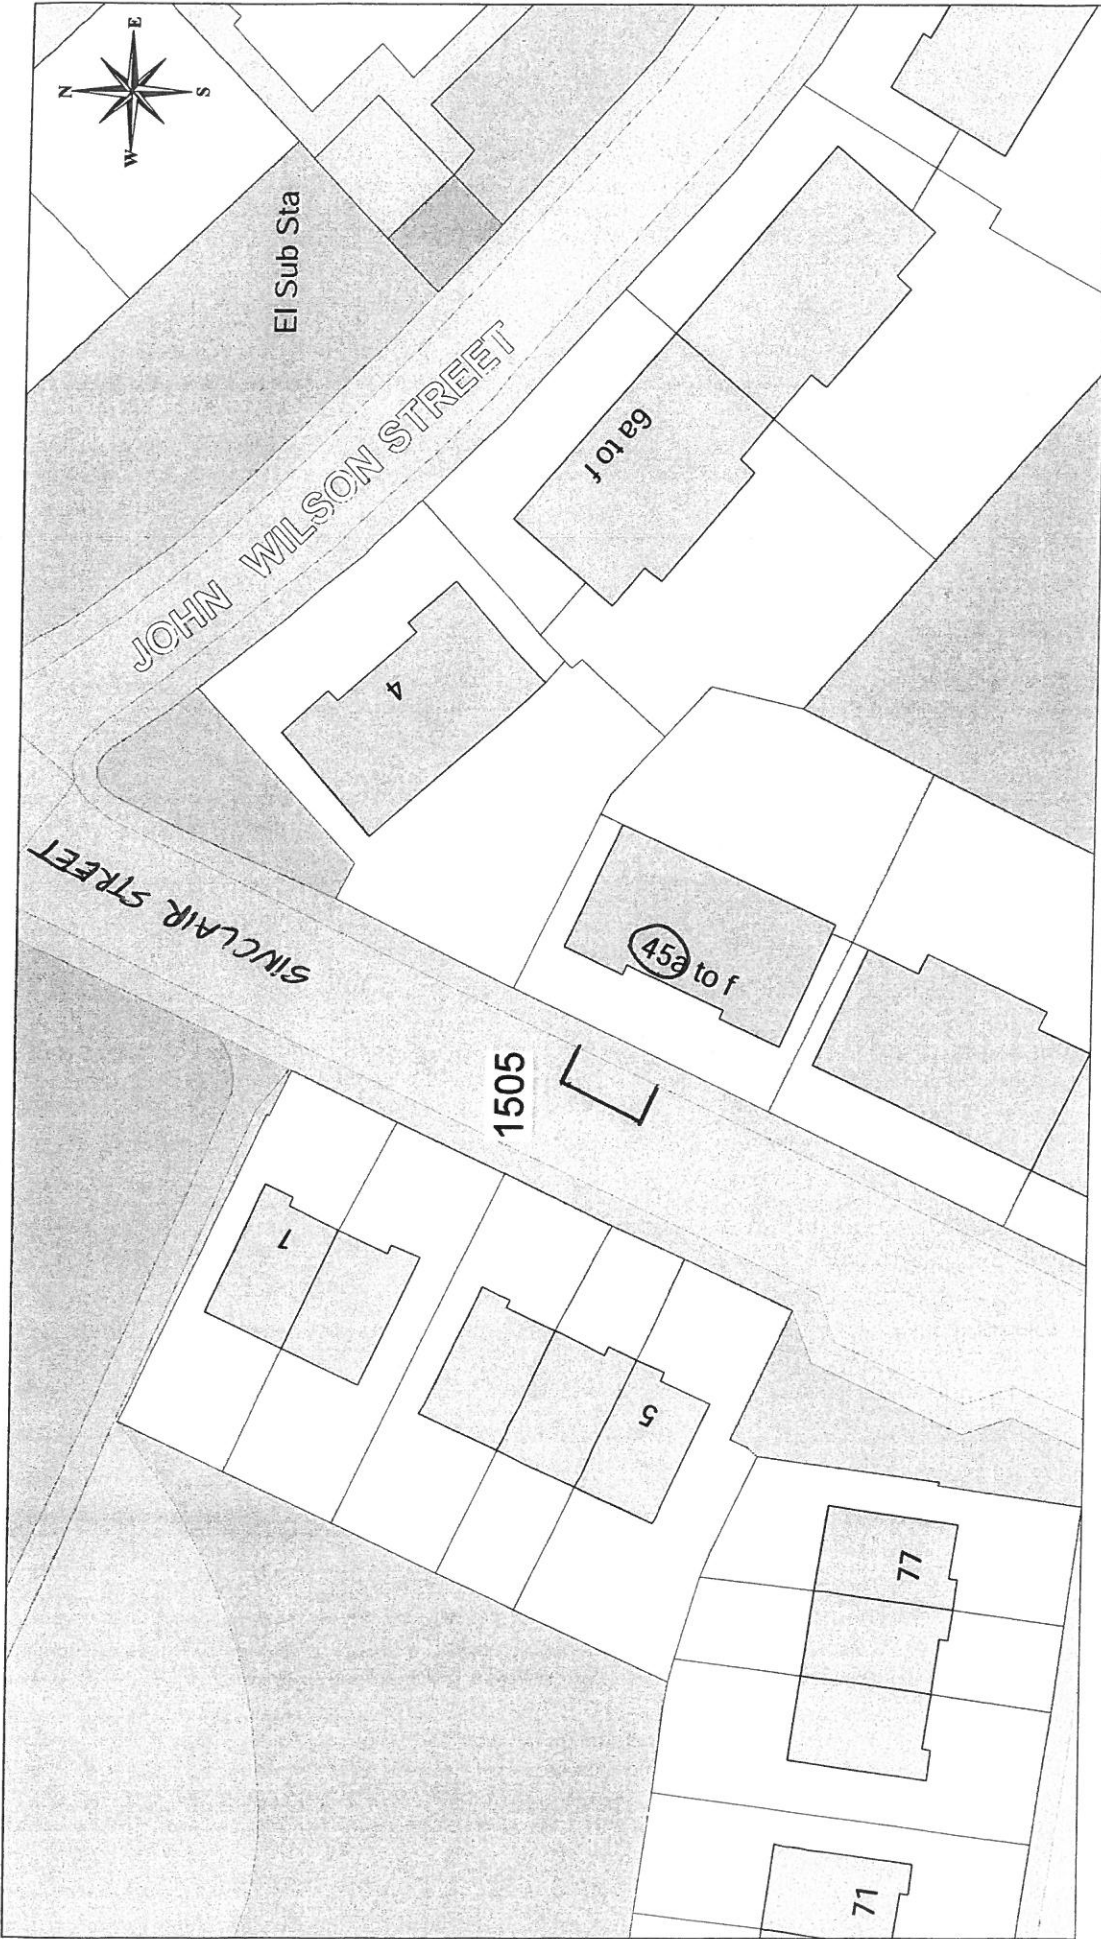 N
E
S
W
El Sub Sta
JOHN WILSON STREET
6a to f
4
SINCLAIR STREET
45a to f
1505
1
5
77
71